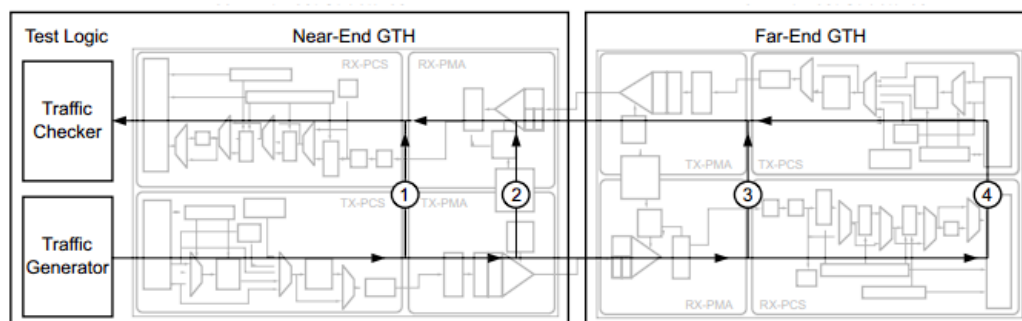 Test Logic
Near-End GTH
Far-End GTH
RX-PCS
RX-PMA
TX-PMA
TX-PCS
Traffic
Checker
1
2
3
4
Traffic
Generator
TX-PCS
TX-PMA
RX-PMA
RX-PCS